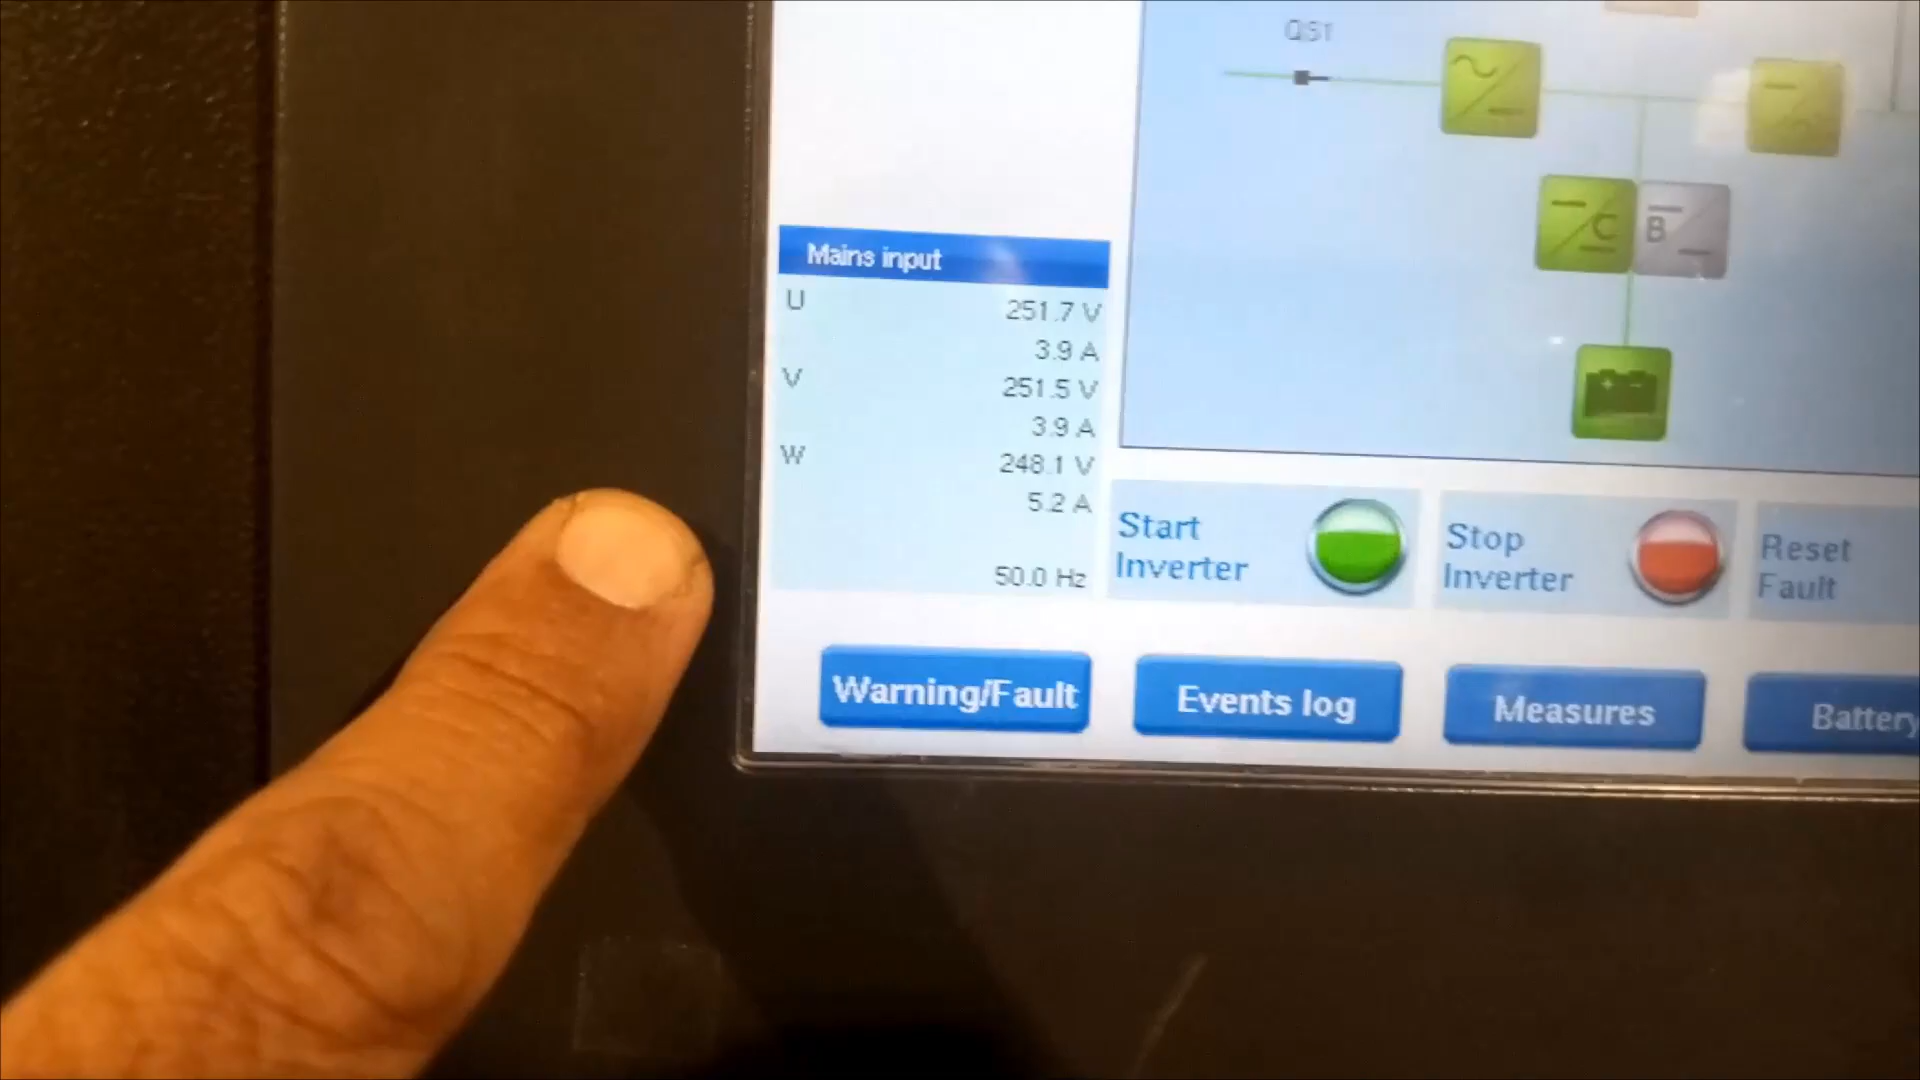 QS1
C
B
Mains input
U 251.7 V
3.9 A
V 251.5 V
3.9 A
W 248.1 V
5.2 A
50.0 Hz
Start
Inverter
Stop
Inverter
Reset
Fault
Warning/Fault
Events log
Measures
Battery